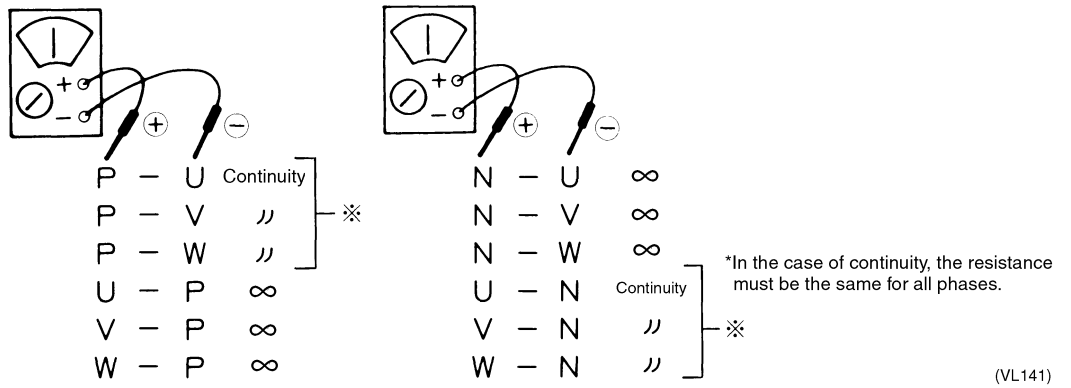 +
−
⊕ ⊖
P − U Continuity
P − V 〃 ※
P − W 〃
U − P ∞
V − P ∞
W − P ∞
+
−
⊕ ⊖
N − U ∞
N − V ∞
N − W ∞
U − N Continuity
V − N 〃 ※
W − N 〃
*In the case of continuity, the resistance
must be the same for all phases.
(VL141)